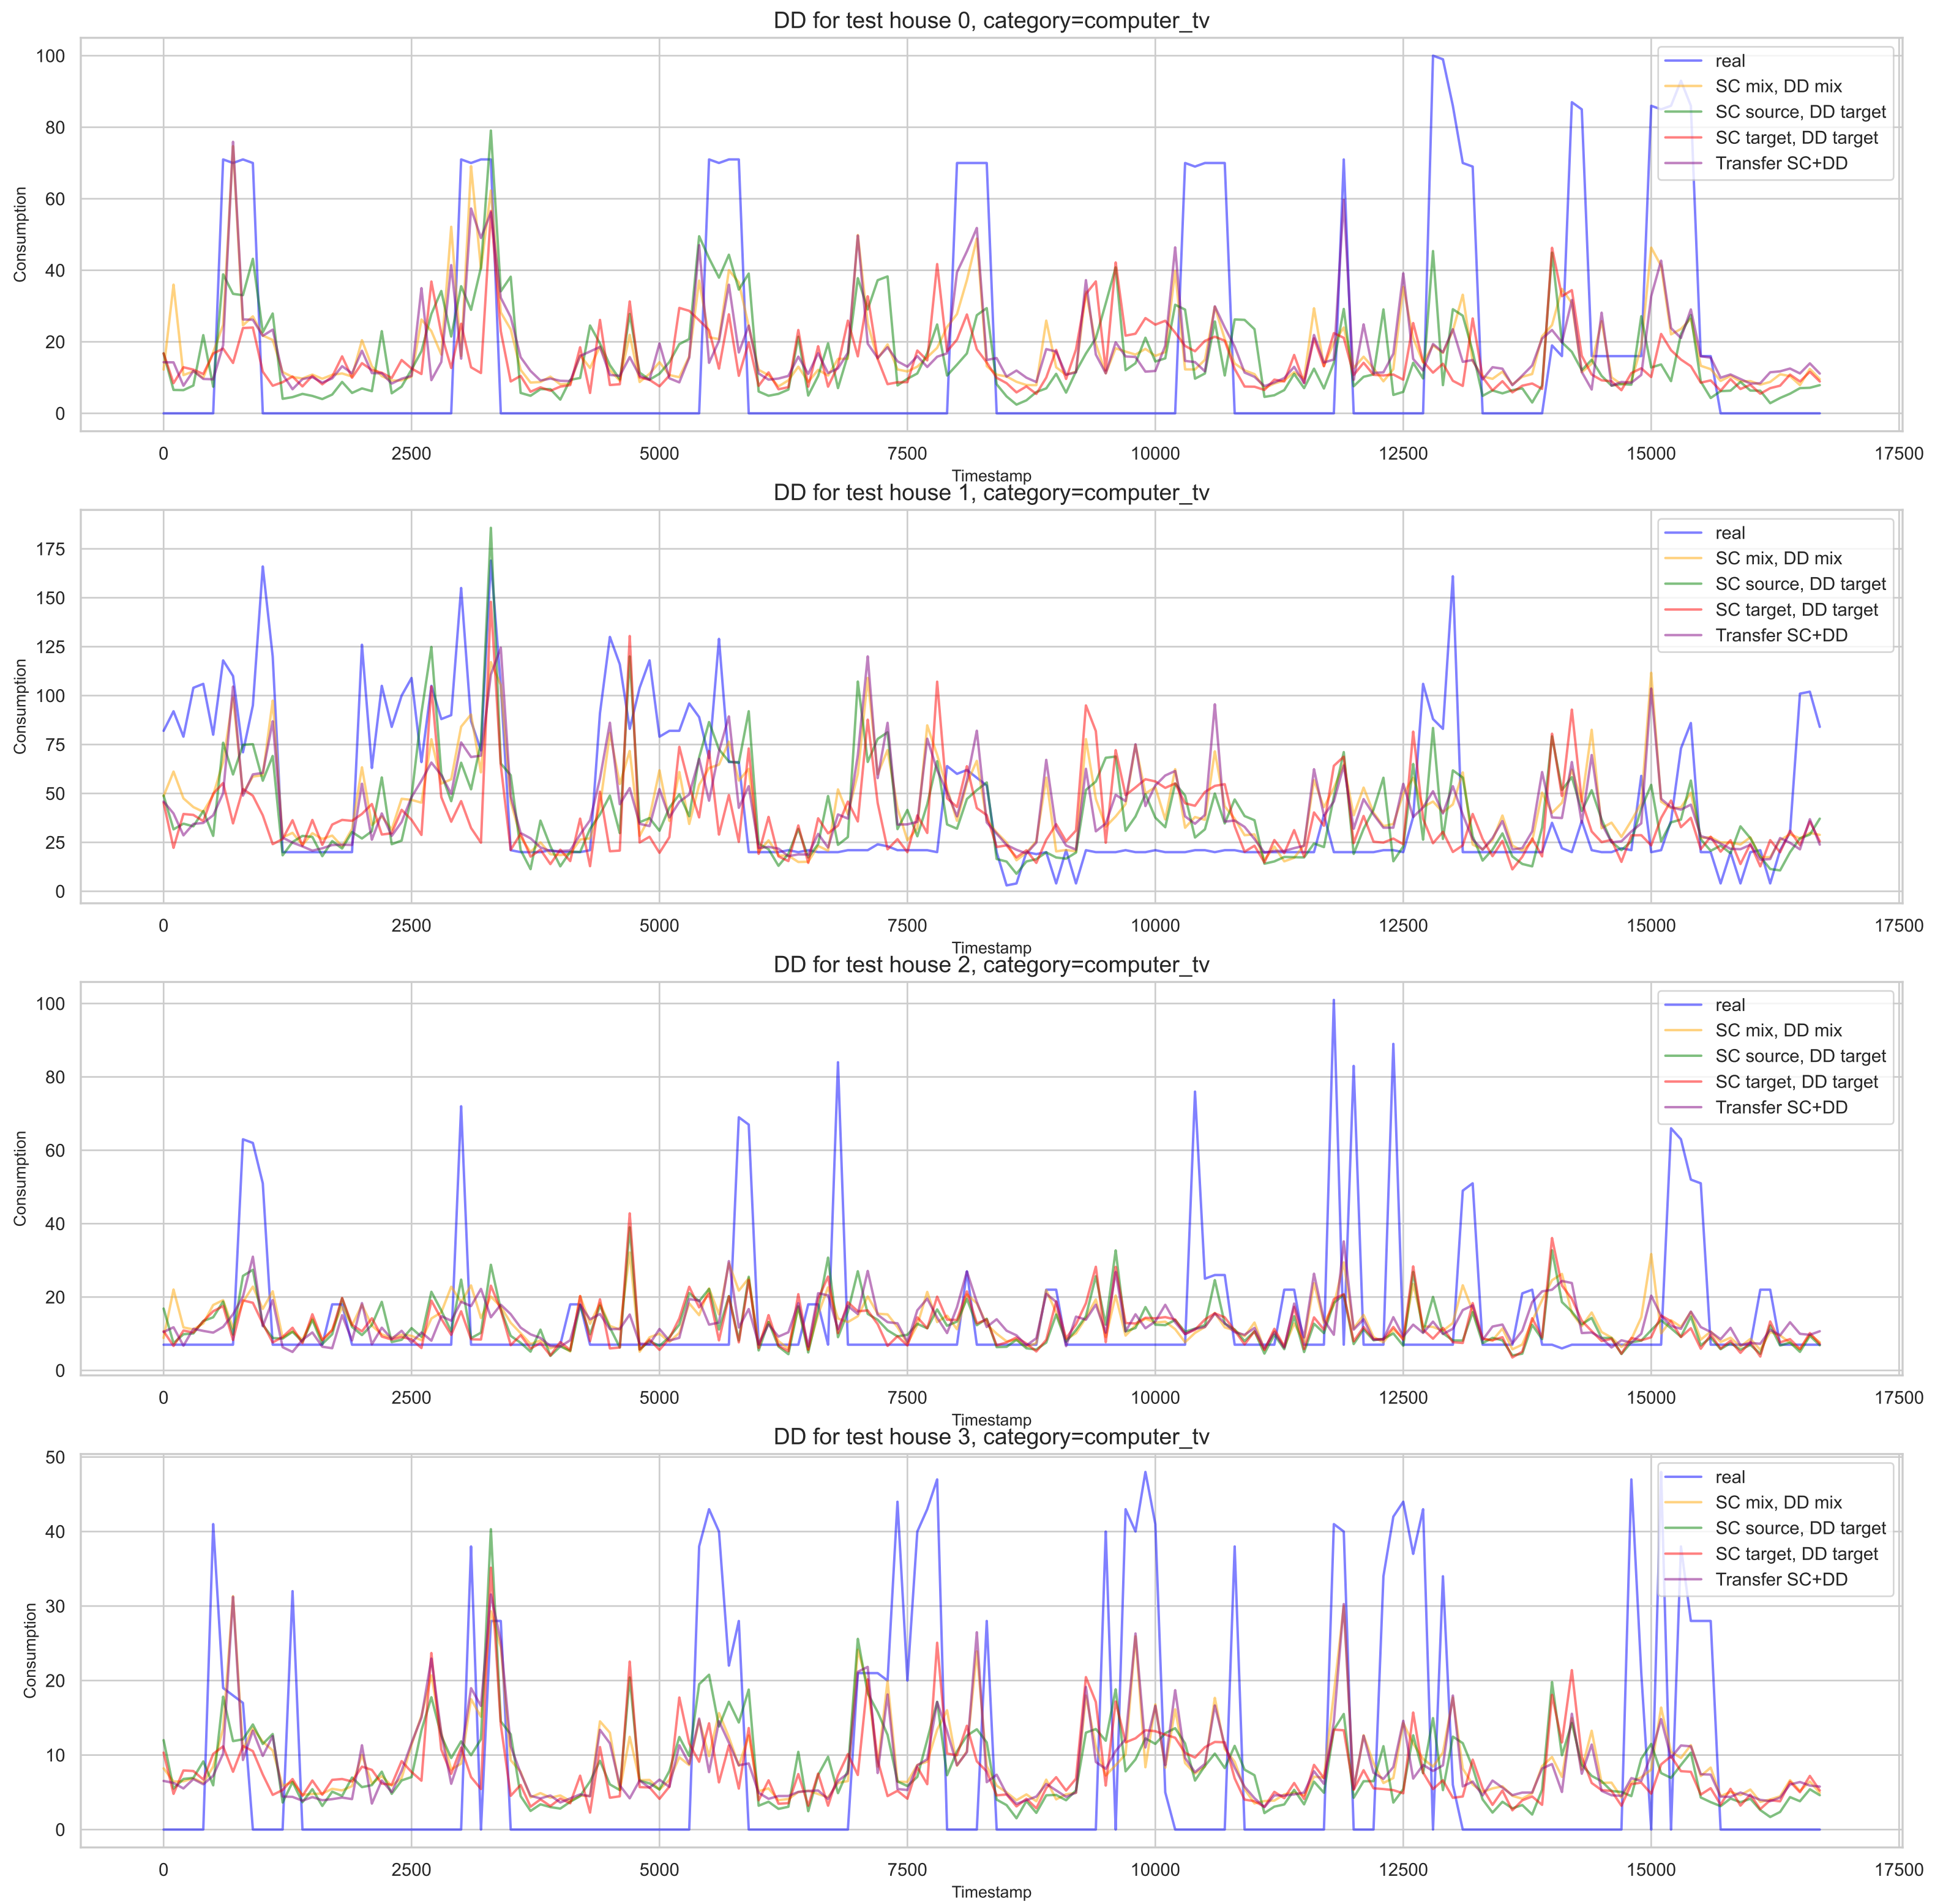 DD for test house 0, category=computer_tv
100
80
60
40
20
0
Consumption
real
SC mix, DD mix
SC source, DD target
SC target, DD target
Transfer SC+DD
0 2500 5000 7500 10000 12500 15000 17500
Timestamp
DD for test house 1, category=computer_tv
175
150
125
100
75
50
25
0
Consumption
real
SC mix, DD mix
SC source, DD target
SC target, DD target
Transfer SC+DD
0 2500 5000 7500 10000 12500 15000 17500
Timestamp
DD for test house 2, category=computer_tv
100
80
60
40
20
0
Consumption
real
SC mix, DD mix
SC source, DD target
SC target, DD target
Transfer SC+DD
0 2500 5000 7500 10000 12500 15000 17500
Timestamp
DD for test house 3, category=computer_tv
50
40
30
20
10
0
Consumption
real
SC mix, DD mix
SC source, DD target
SC target, DD target
Transfer SC+DD
0 2500 5000 7500 10000 12500 15000 17500
Timestamp